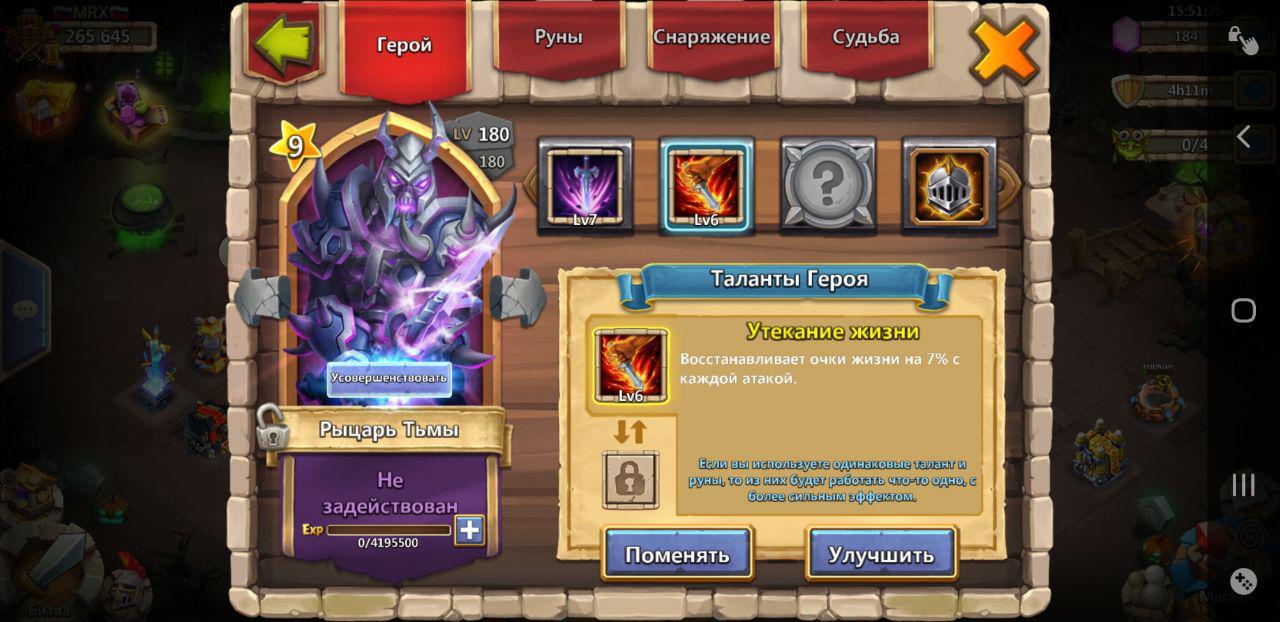 MRX
265 645
15:51:25
184
4h11m
0/4
Герой
Руны
Снаряжение
Судьба
9
LV 180
180
Lv7
Lv6
?
Таланты Героя
Утекание жизни
Восстанавливает очки жизни на 7% с
каждой атакой.
Lv6
Если вы используете одинаковые талант и
руны, то из них будет работать что-то одно, с
более сильным эффектом.
Усовершенствовать
Рыцарь Тьмы
Не
задействован
Exp
0/4195500
Поменять
Улучшить
Битва